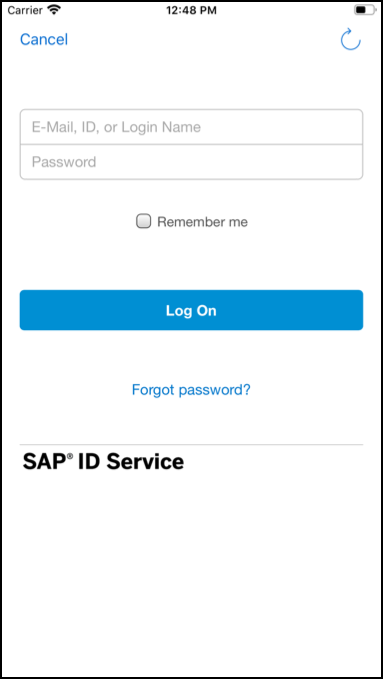 Carrier 12:48 PM
Cancel
E-Mail, ID, or Login Name
Password
Remember me
Log On
Forgot password?
SAP® ID Service